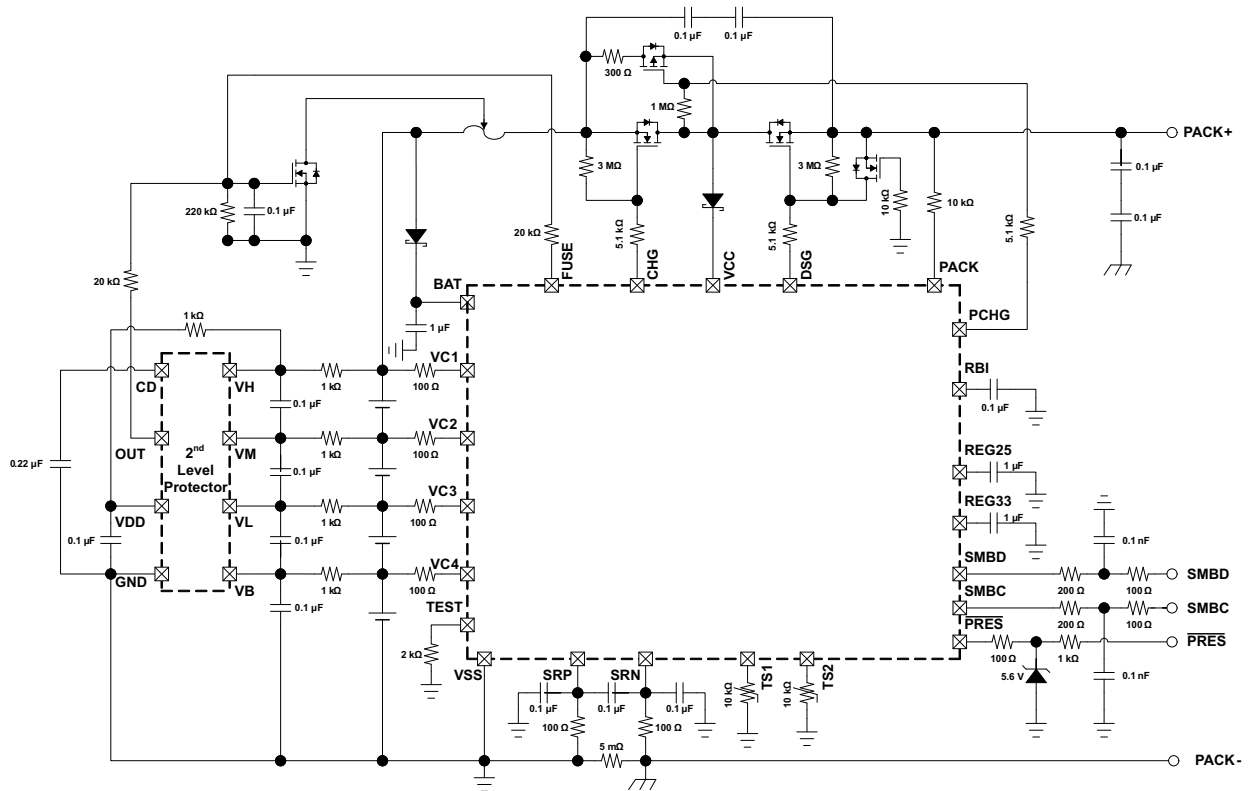 0.1 µF
0.1 µF
300 Ω
1 MΩ
PACK+
3 MΩ
3 MΩ
0.1 µF
220 kΩ
0.1 µF
10 kΩ
10 kΩ
0.1 µF
20 kΩ
5.1 kΩ
5.1 kΩ
5.1 kΩ
20 kΩ
FUSE
CHG
VCC
DSG
PACK
BAT
PCHG
1 kΩ
1 µF
VC1
RBI
CD
VH
1 kΩ
100 Ω
0.1 µF
0.1 µF
VC2
OUT
2nd
Level
Protector
VM
1 kΩ
100 Ω
REG25
1 µF
0.22 µF
0.1 µF
VC3
VDD
VL
1 kΩ
100 Ω
REG33
1 µF
0.1 µF
0.1 µF
VC4
SMBD
0.1 nF
GND
VB
1 kΩ
100 Ω
200 Ω
100 Ω
SMBD
TEST
0.1 µF
SMBC
200 Ω
100 Ω
SMBC
PRES
100 Ω
1 kΩ
PRES
2 kΩ
VSS
SRP
SRN
TS1
TS2
5.6 V
0.1 nF
0.1 µF
0.1 µF
0.1 µF
10 kΩ
10 kΩ
100 Ω
100 Ω
5 mΩ
PACK-